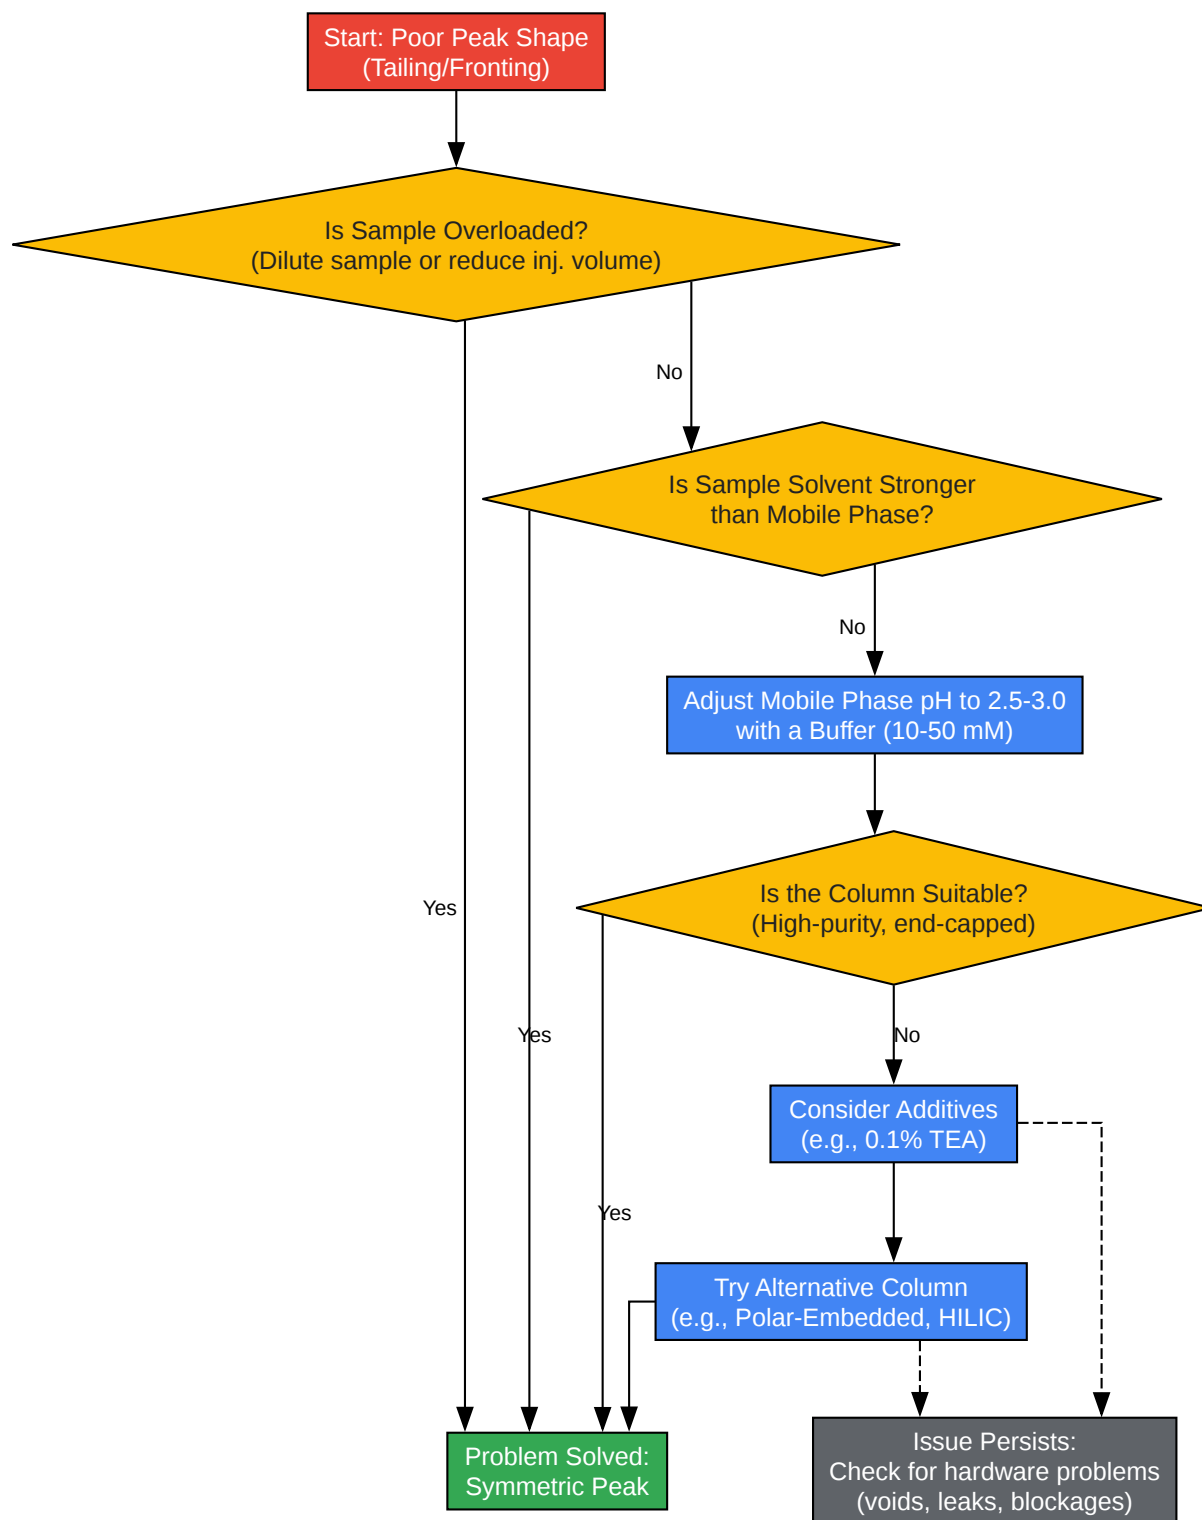 Start: Poor Peak Shape
(Tailing/Fronting)
Is Sample Overloaded?
(Dilute sample or reduce inj. volume)
No
Is Sample Solvent Stronger
than Mobile Phase?
No
Adjust Mobile Phase pH to 2.5-3.0
with a Buffer (10-50 mM)
Is the Column Suitable?
(High-purity, end-capped)
Yes
Yes
No
Consider Additives
(e.g., 0.1% TEA)
Yes
Try Alternative Column
(e.g., Polar-Embedded, HILIC)
Problem Solved:
Symmetric Peak
Issue Persists:
Check for hardware problems
(voids, leaks, blockages)